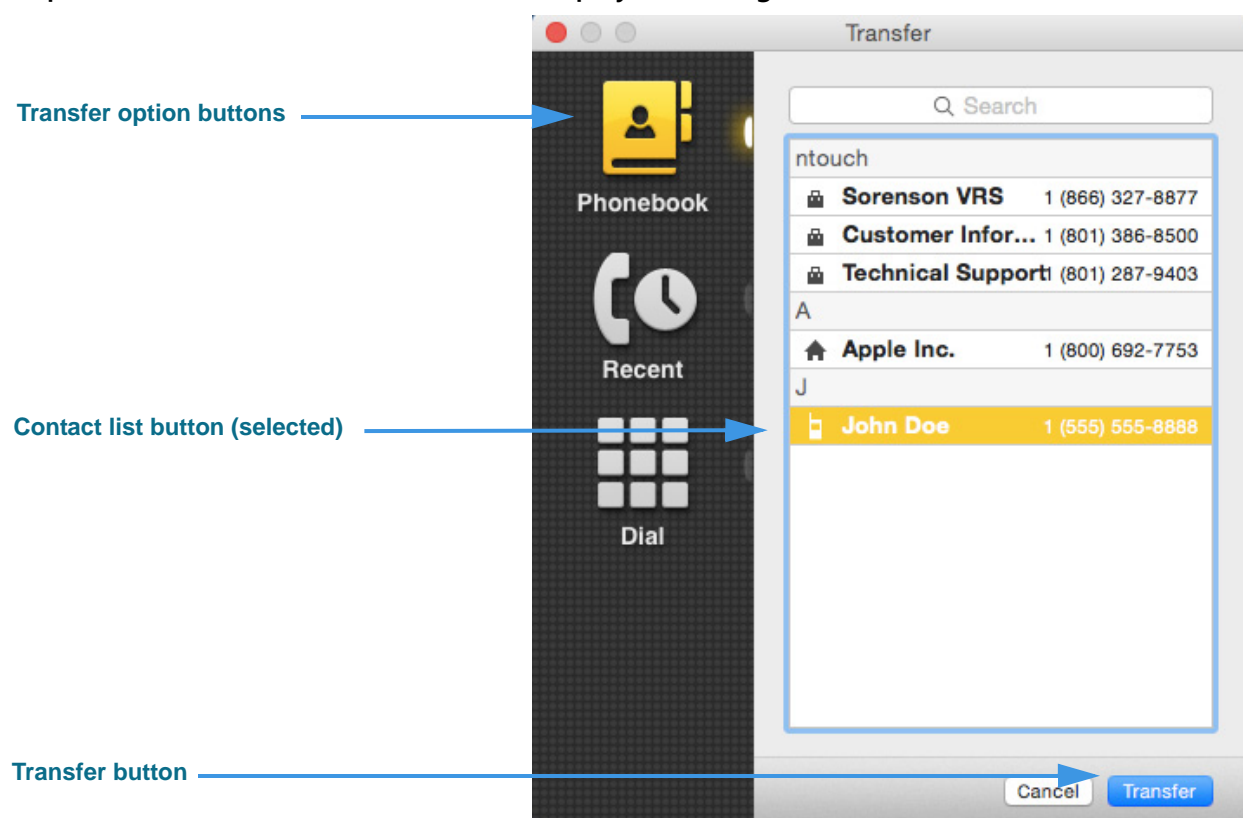 Transfer
Transfer option buttons
Search
ntouch
Phonebook
Sorenson VRS 1 (866) 327-8877
Customer Infor... 1 (801) 386-8500
Technical Support (801) 287-9403
A
Apple Inc. 1 (800) 692-7753
Recent
J
Contact list button (selected)
John Doe 1 (555) 555-8888
Dial
Transfer button
Cancel Transfer